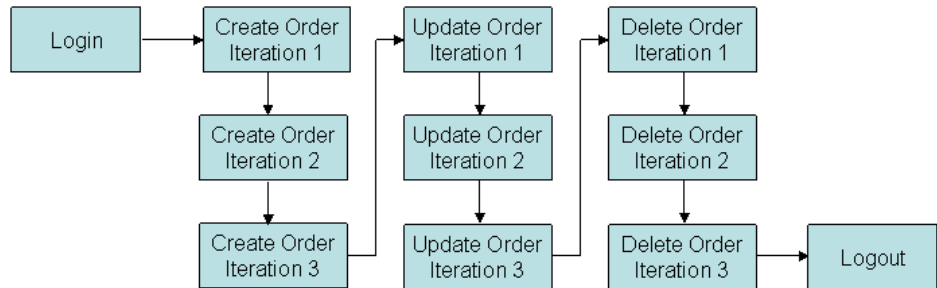 Login
Create Order
Iteration 1
Create Order
Iteration 2
Create Order
Iteration 3
Update Order
Iteration 1
Update Order
Iteration 2
Update Order
Iteration 3
Delete Order
Iteration 1
Delete Order
Iteration 2
Delete Order
Iteration 3
Logout